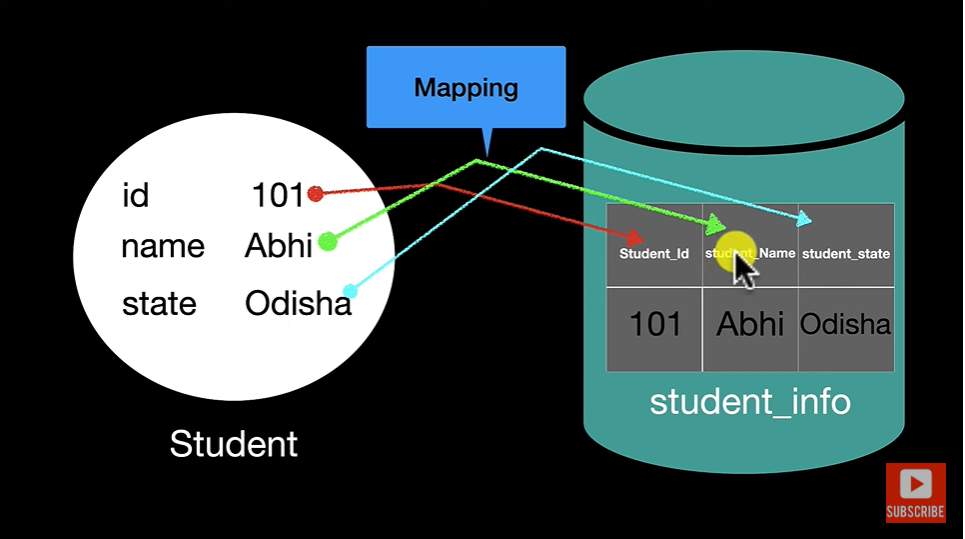 Mapping
id 101
name Abhi
state Odisha
Student
Student_Id student_Name student_state
101 Abhi Odisha
student_info
SUBSCRIBE